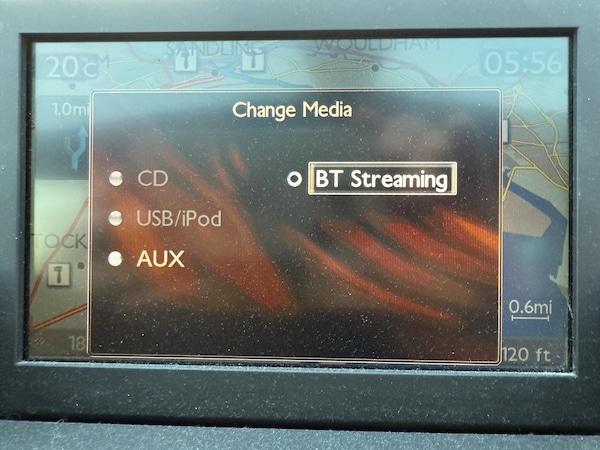 SANDLING
WOULDHAM
20°C
05:56
1.0mi
Change Media
CD
BT Streaming
USB/iPod
TOCK
AUX
0.6mi
18
120 ft